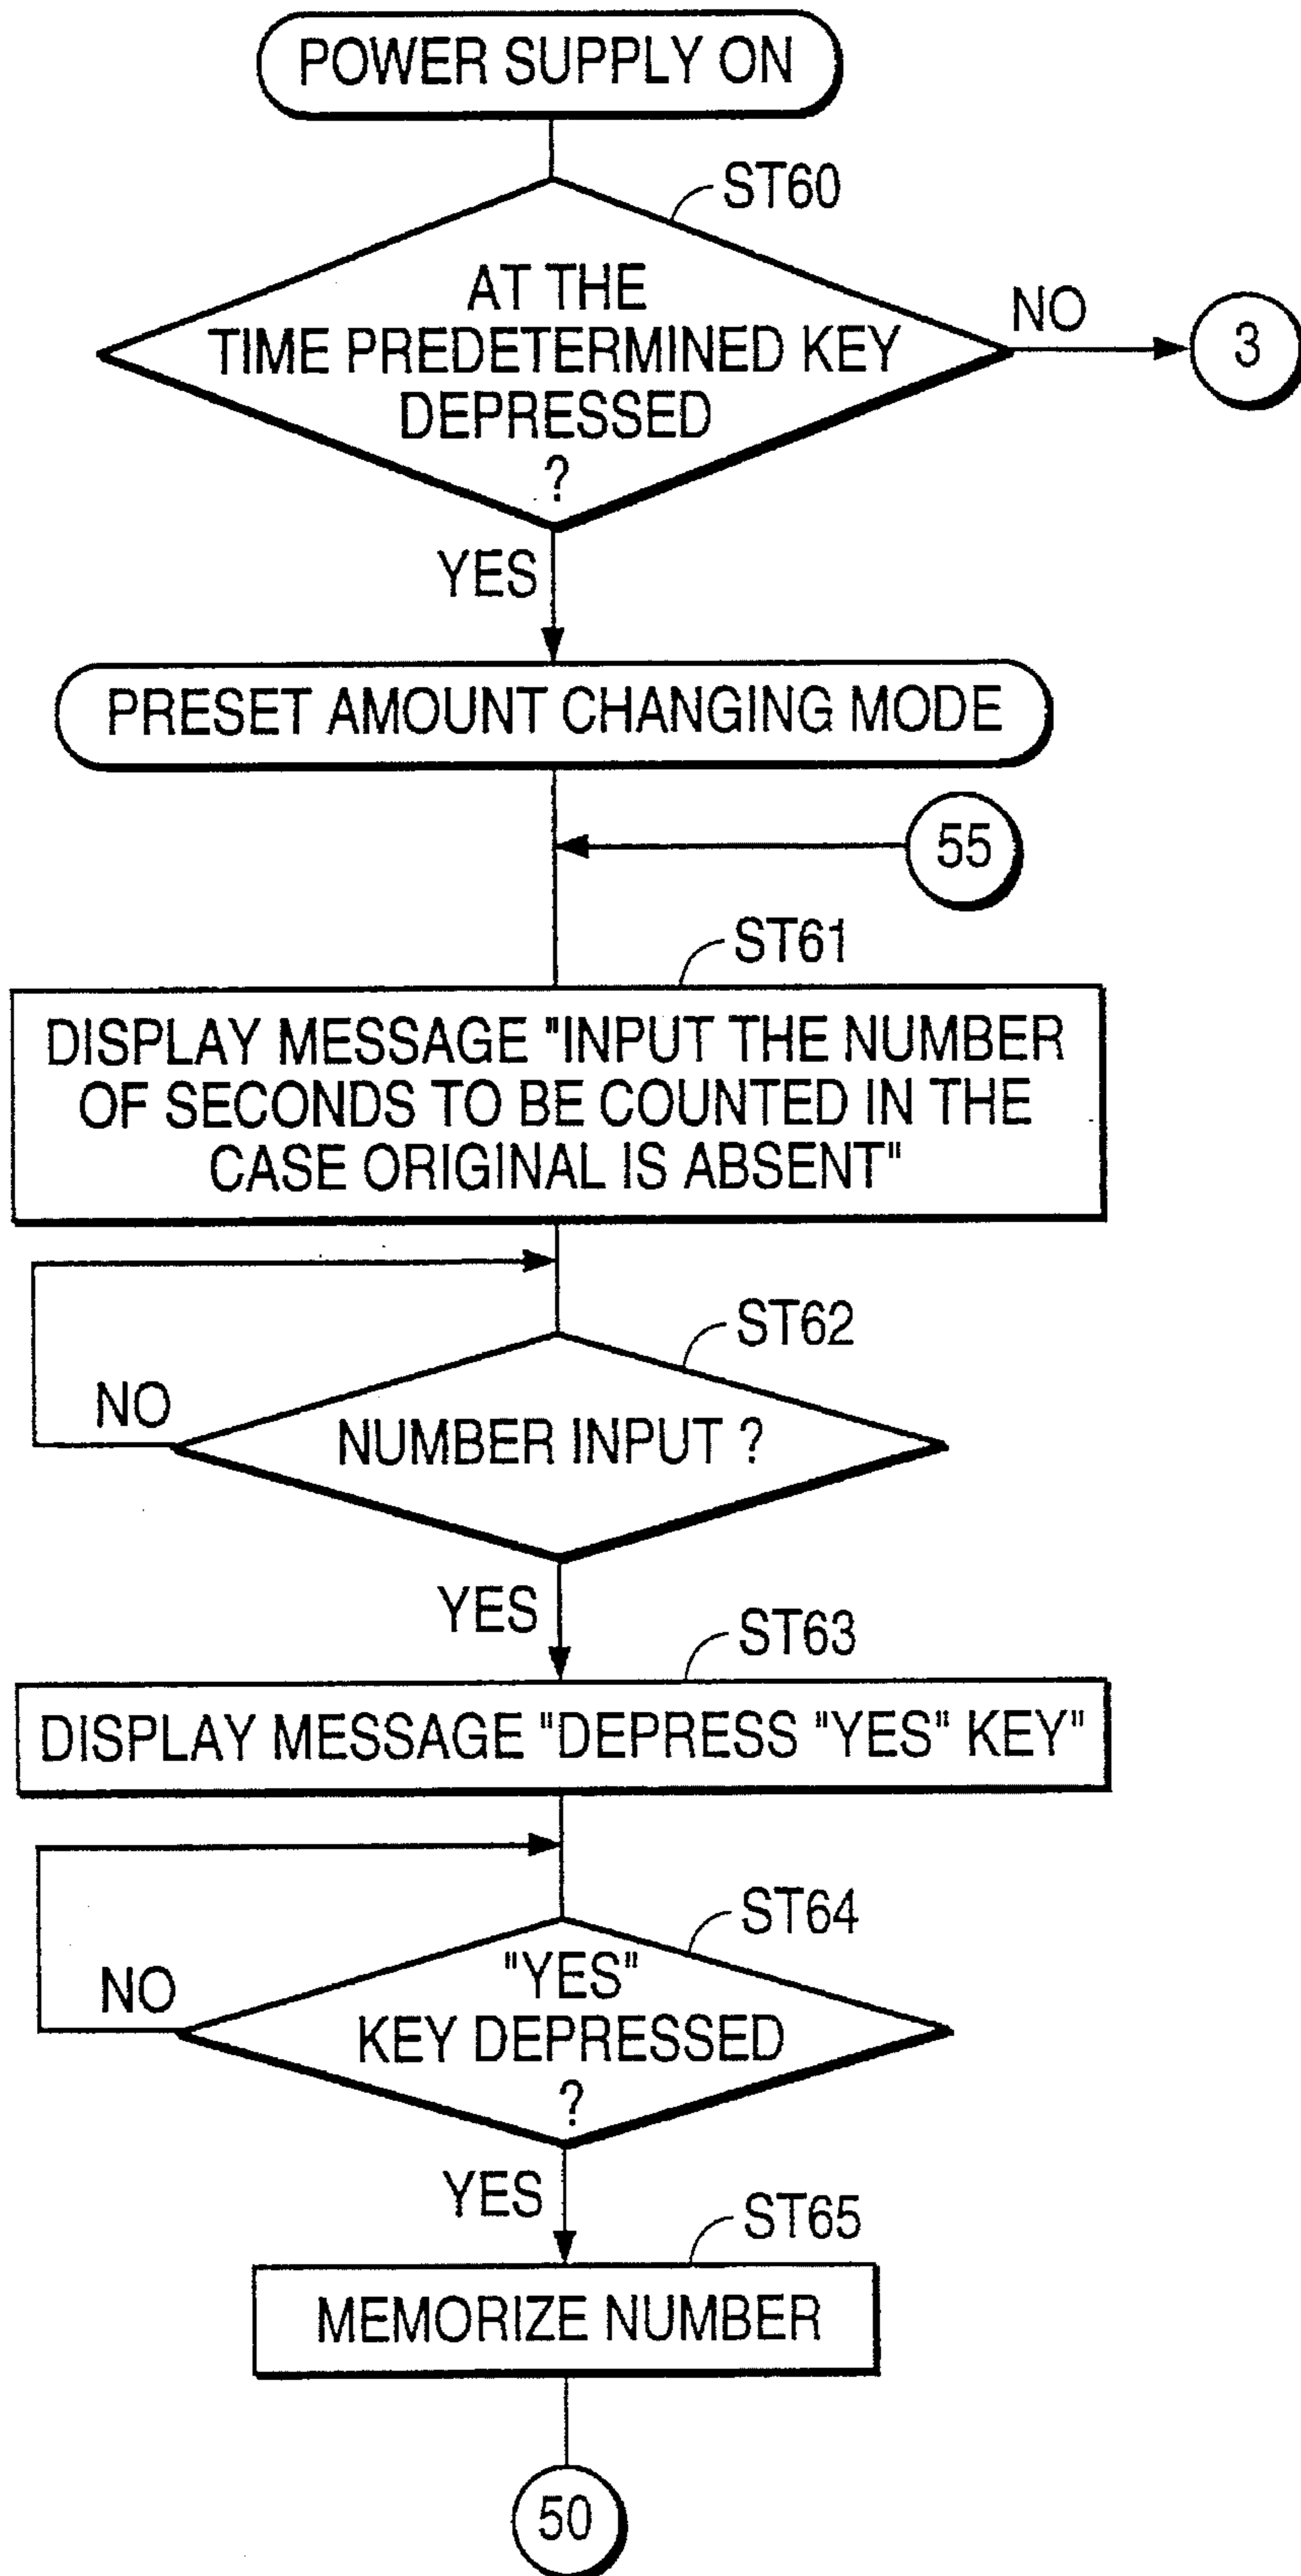 POWER SUPPLY ON
ST60
AT THE
TIME PREDETERMINED KEY
DEPRESSED
?
NO
3
YES
PRESET AMOUNT CHANGING MODE
55
ST61
DISPLAY MESSAGE "INPUT THE NUMBER
OF SECONDS TO BE COUNTED IN THE
CASE ORIGINAL IS ABSENT"
ST62
NO
NUMBER INPUT ?
YES
ST63
DISPLAY MESSAGE "DEPRESS "YES" KEY"
ST64
"YES"
NO
KEY DEPRESSED
?
YES
ST65
MEMORIZE NUMBER
50